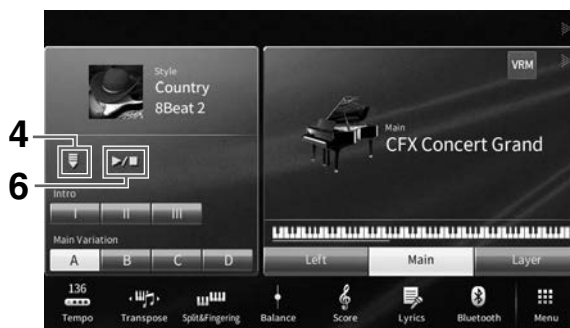 Style
Country
8Beat 2
VRM
Main
CFX Concert Grand
4
6
Intro
I II III
Main Variation
A B C D
Left Main Layer
136
Tempo Transpose Split&Fingering Balance Score Lyrics Bluetooth Menu